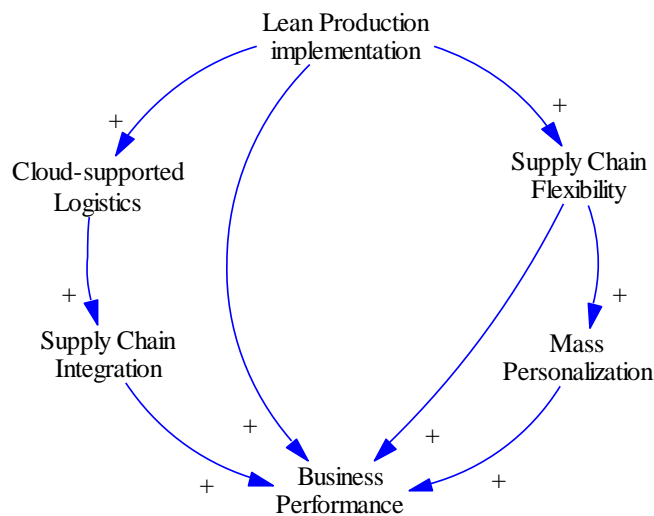 Lean Production
implementation
+
+
Cloud-supported
Logistics
Supply Chain
Flexibility
+
+
Supply Chain
Integration
Mass
Personalization
+
+
+
+
Business
Performance